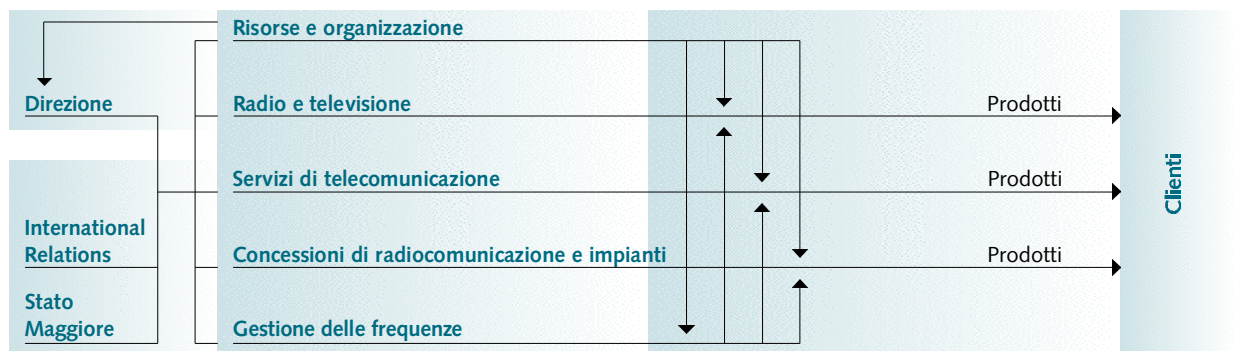 Risorse e organizzazione
Direzione
Radio e televisione
Prodotti
Servizi di telecomunicazione
Prodotti
International
Relations
Concessioni di radiocomunicazione e impianti
Prodotti
Stato
Maggiore
Gestione delle frequenze
Clienti